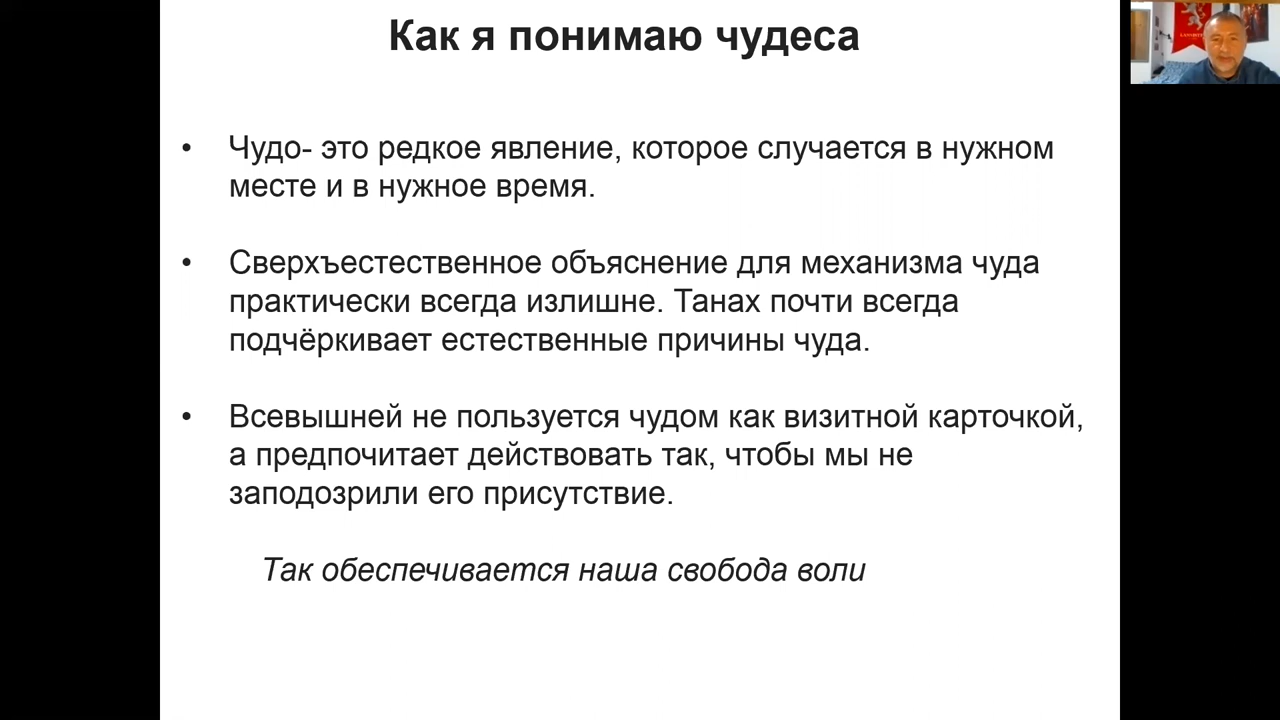 Как я понимаю чудеса
• Чудо- это редкое явление, которое случается в нужном
месте и в нужное время.
• Сверхъестественное объяснение для механизма чуда
практически всегда излишне. Танах почти всегда
подчёркивает естественные причины чуда.
• Всевышней не пользуется чудом как визитной карточкой,
а предпочитает действовать так, чтобы мы не
заподозрили его присутствие.
Так обеспечивается наша свобода воли